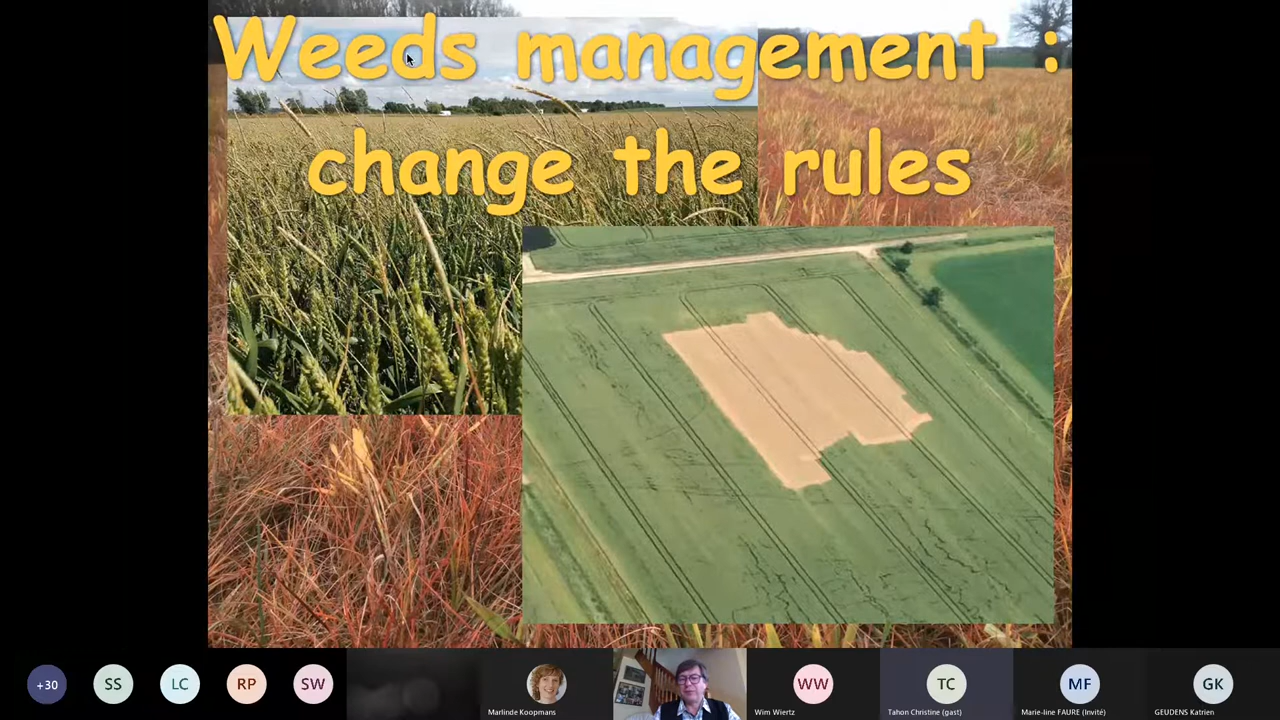 Weeds management :
change the rules
+30
SS
LC
RP
SW
Marlinde Koopmans
WW
Wim Wiertz
TC
Tahon Christine (gast)
MF
Marie-line FAURE (Invité)
GK
GEUDENS Katrien